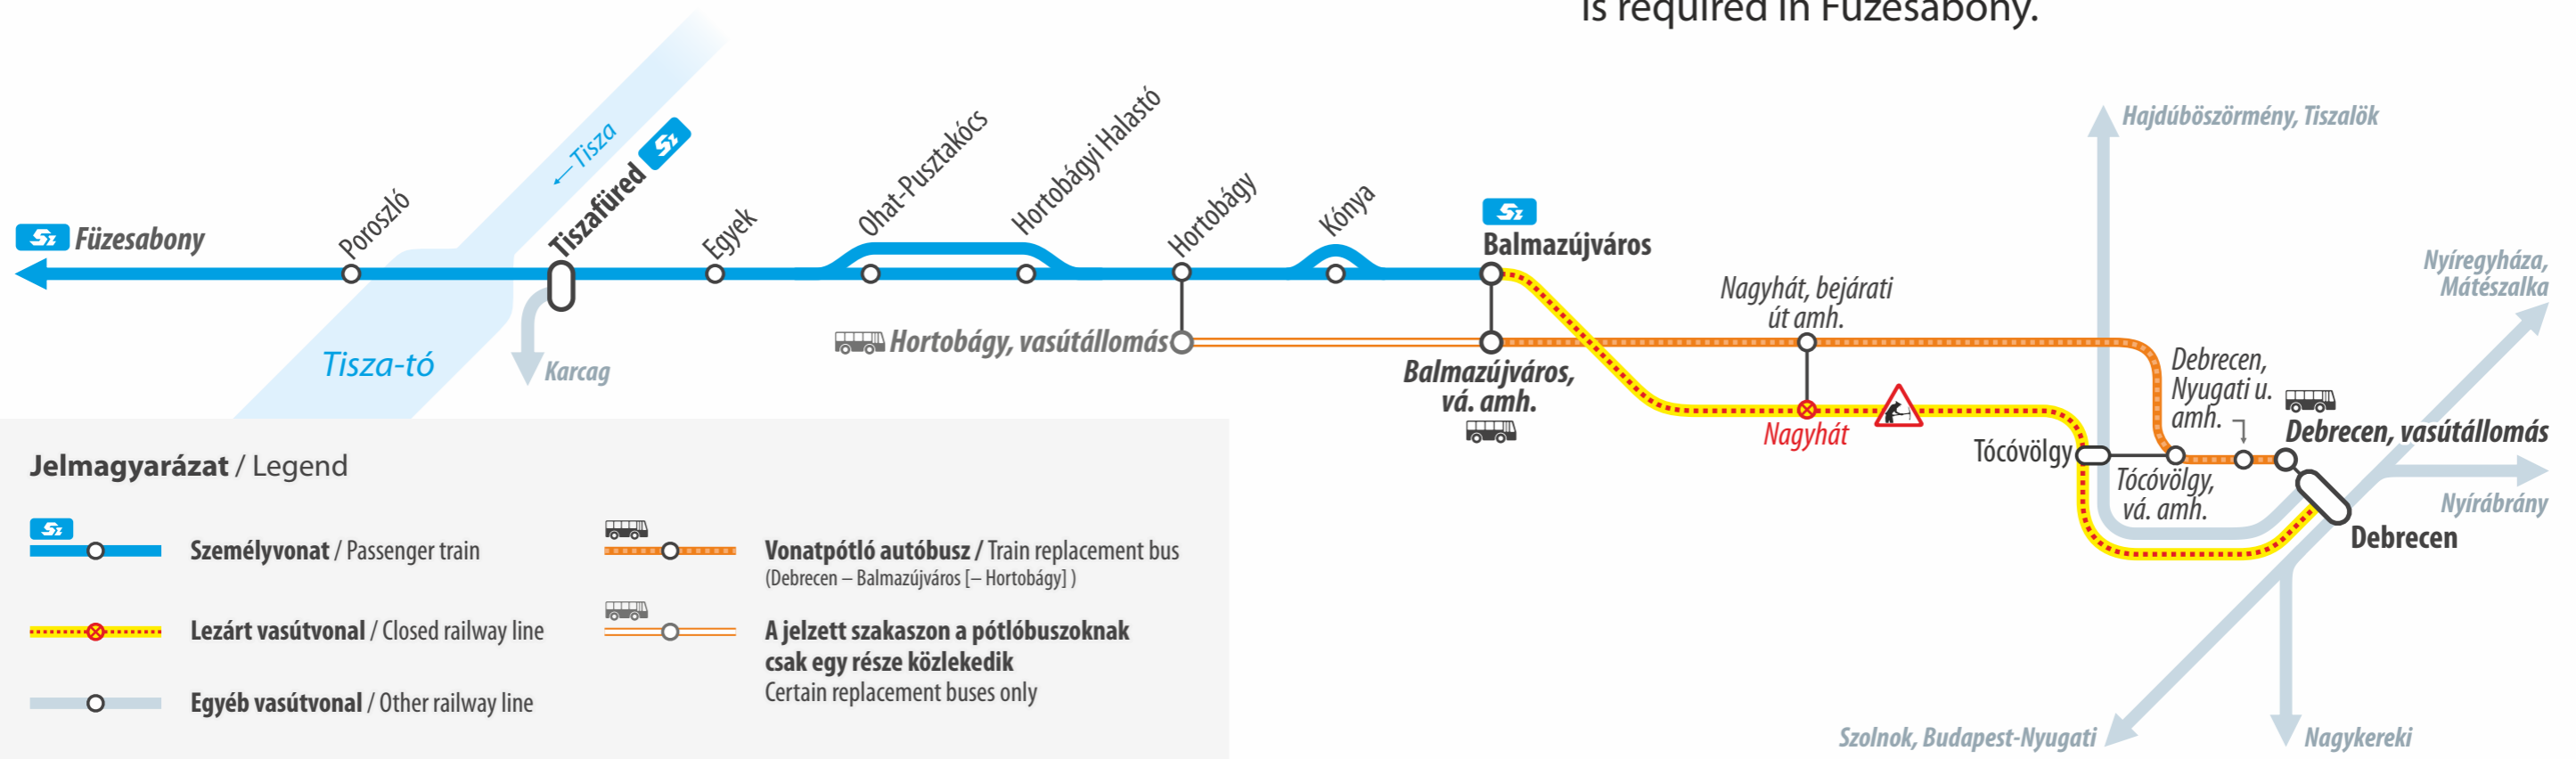 is required in Füzesabony.
Hajdúböszörmény, Tiszalök
← Tisza
Tiszafüred Sz
Sz Füzesabony
Poroszló
Egyek
Ohat-Pusztakócs
Hortobágyi Halastó
Hortobágy
Kónya
Sz
Balmazújváros
Nyíregyháza,
Mátészalka
Nagyhát, bejárati
út amh.
Hortobágy, vasútállomás
Tisza-tó
Karcag
Balmazújváros,
vá. amh.
Debrecen,
Nyugati u.
amh.
Nagyhát
Debrecen, vasútállomás
Tócóvölgy
Tócóvölgy,
vá. amh.
Nyírábrány
Debrecen
Szolnok, Budapest-Nyugati
Nagykereki
Jelmagyarázat / Legend
Sz
Személyvonat / Passenger train
Lezárt vasútvonal / Closed railway line
Egyéb vasútvonal / Other railway line
Vonatpótló autóbusz / Train replacement bus
(Debrecen – Balmazújváros [– Hortobágy] )
A jelzett szakaszon a pótlóbuszoknak
csak egy része közlekedik
Certain replacement buses only